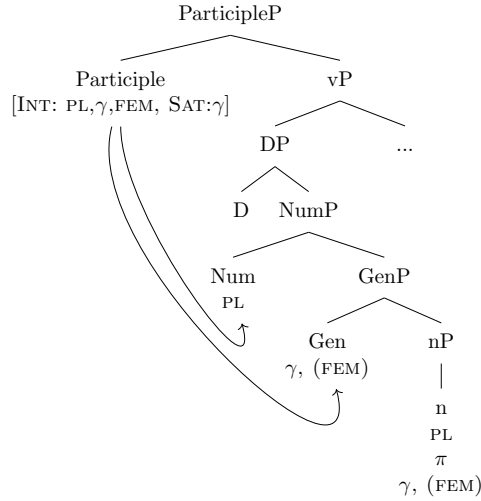 ParticipleP
Participle vP
[INT: PL,γ,FEM, SAT:γ]
DP ...
D NumP
Num GenP
PL
Gen nP
γ, (FEM)
n
PL
π
γ, (FEM)